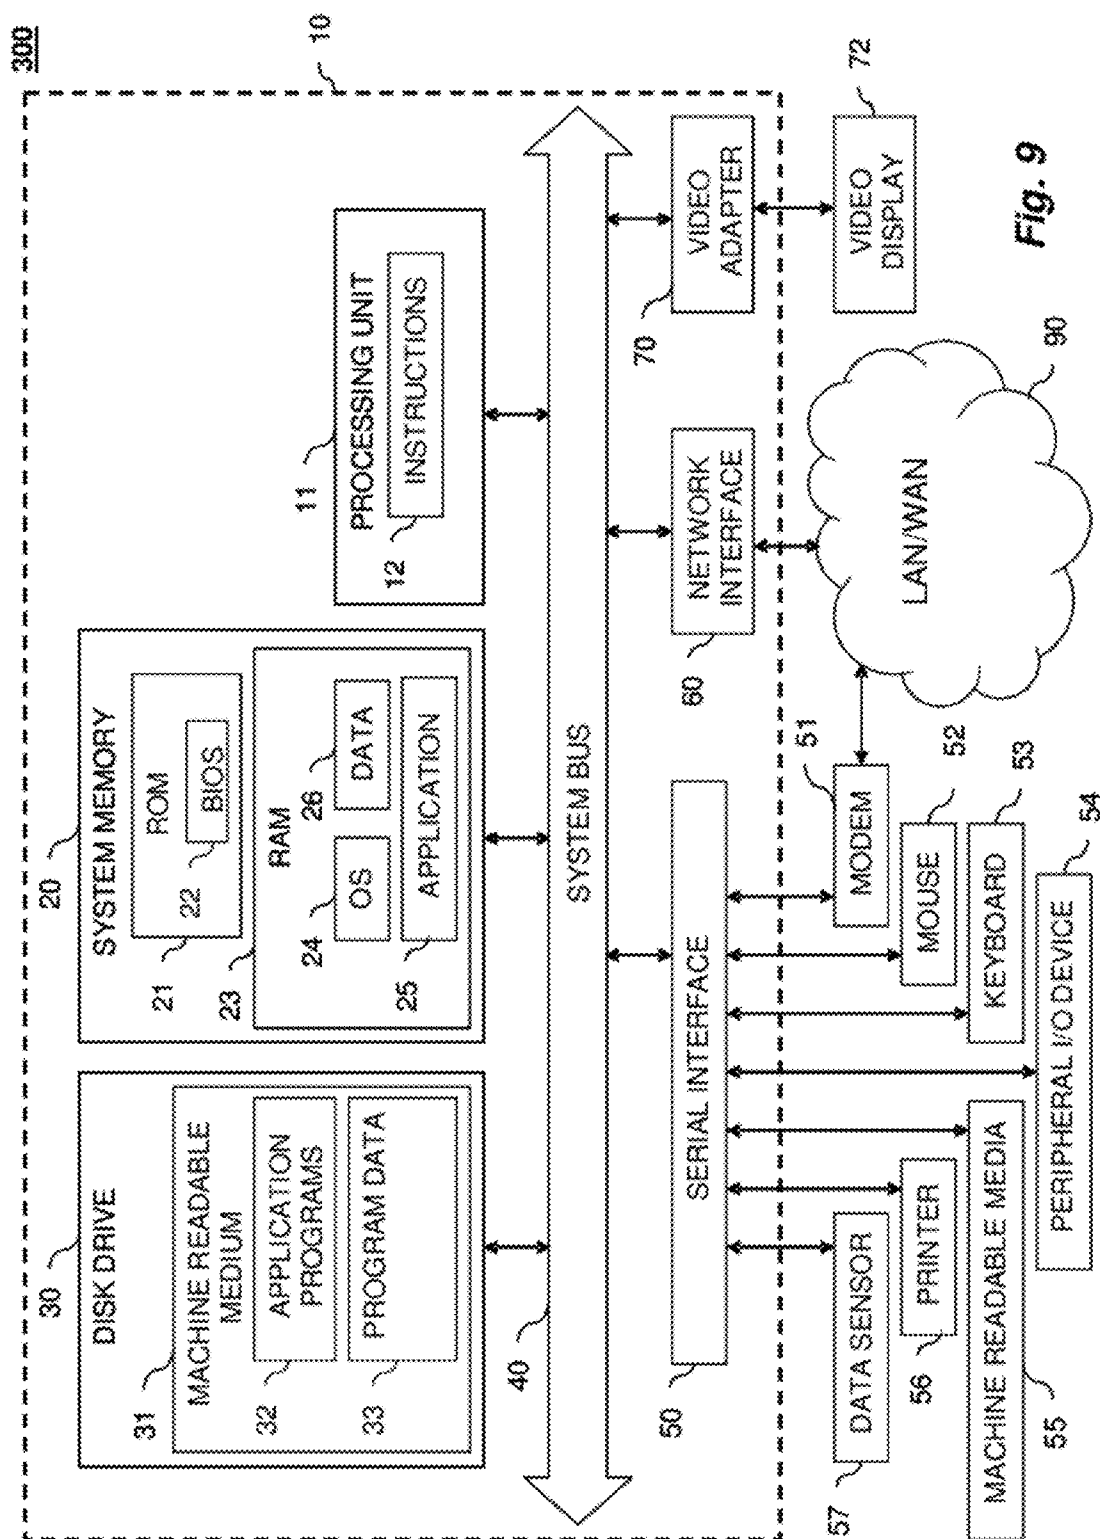 300
10
30
DISK DRIVE
31
MACHINE READABLE
MEDIUM
32
APPLICATION
PROGRAMS
33
PROGRAM DATA
20
SYSTEM MEMORY
21
ROM
22
BIOS
23
RAM
24
OS
26
DATA
25
APPLICATION
11
PROCESSING UNIT
12
INSTRUCTIONS
40
SYSTEM BUS
50
SERIAL INTERFACE
60
NETWORK
INTERFACE
70
VIDEO
ADAPTER
57
DATA SENSOR
56
PRINTER
55
MACHINE READABLE MEDIA
54
PERIPHERAL I/O DEVICE
53
KEYBOARD
52
MOUSE
51
MODEM
LAN/WAN
90
72
VIDEO
DISPLAY
Fig. 9